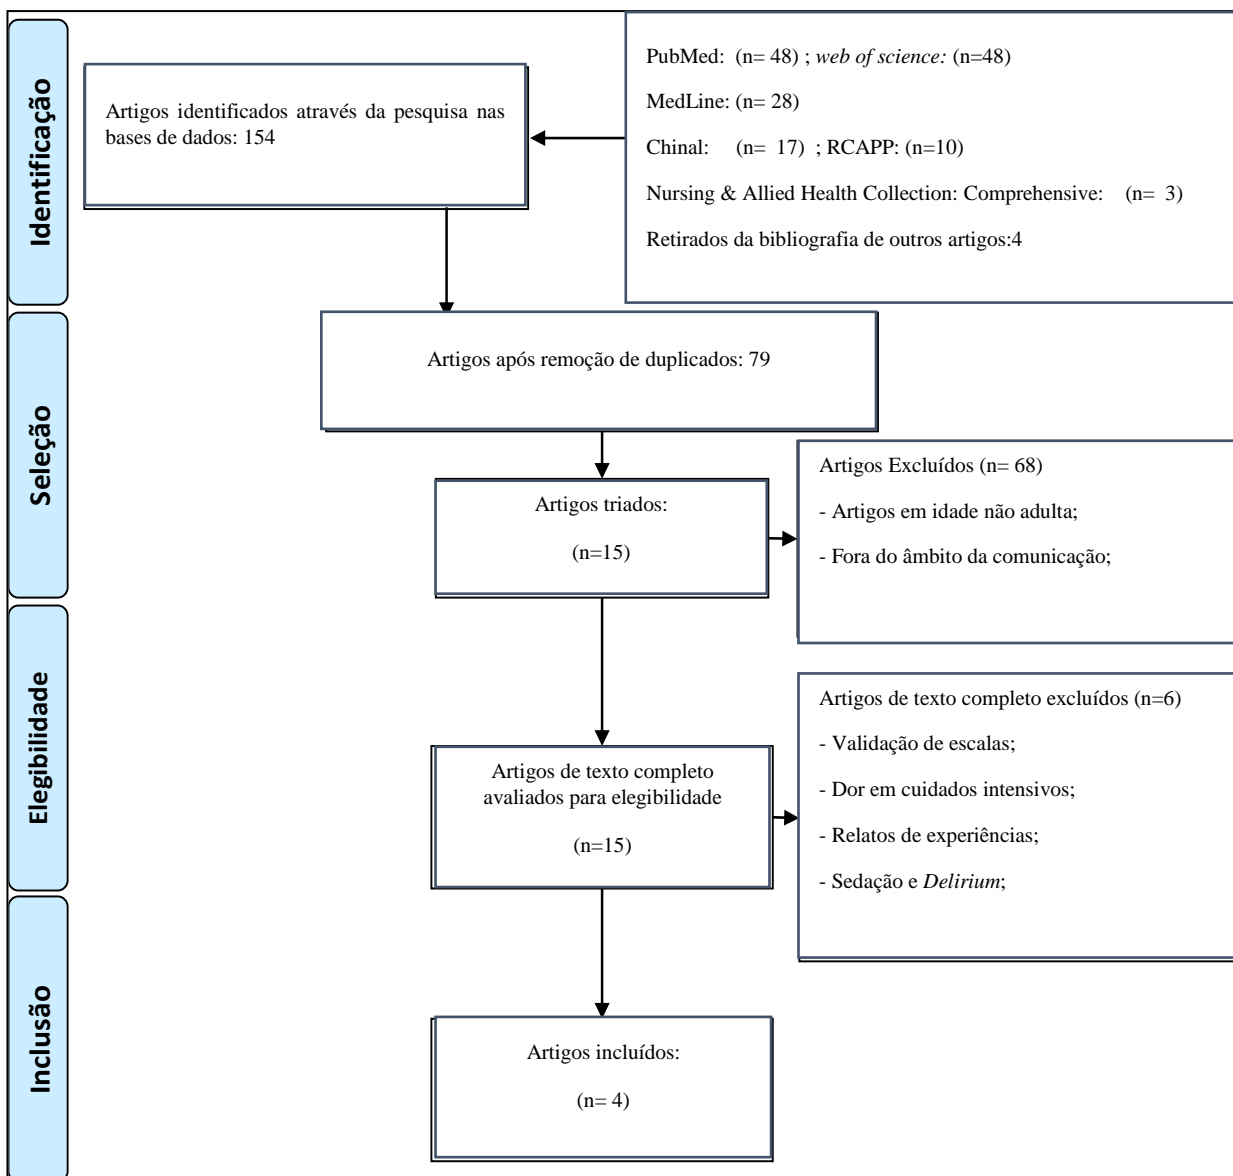 Identificação
Artigos identificados através da pesquisa nas
bases de dados: 154
PubMed: (n= 48) ; web of science: (n=48)
MedLine: (n= 28)
Chinal: (n= 17) ; RCAPP: (n=10)
Nursing & Allied Health Collection: Comprehensive: (n= 3)
Retirados da bibliografia de outros artigos:4
Seleção
Artigos após remoção de duplicados: 79
Artigos triados:
(n=15)
Artigos Excluídos (n= 68)
- Artigos em idade não adulta;
- Fora do âmbito da comunicação;
Elegibilidade
Artigos de texto completo
avaliados para elegibilidade
(n=15)
Artigos de texto completo excluídos (n=6)
- Validação de escalas;
- Dor em cuidados intensivos;
- Relatos de experiências;
- Sedação e Delirium;
Inclusão
Artigos incluídos:
(n= 4)